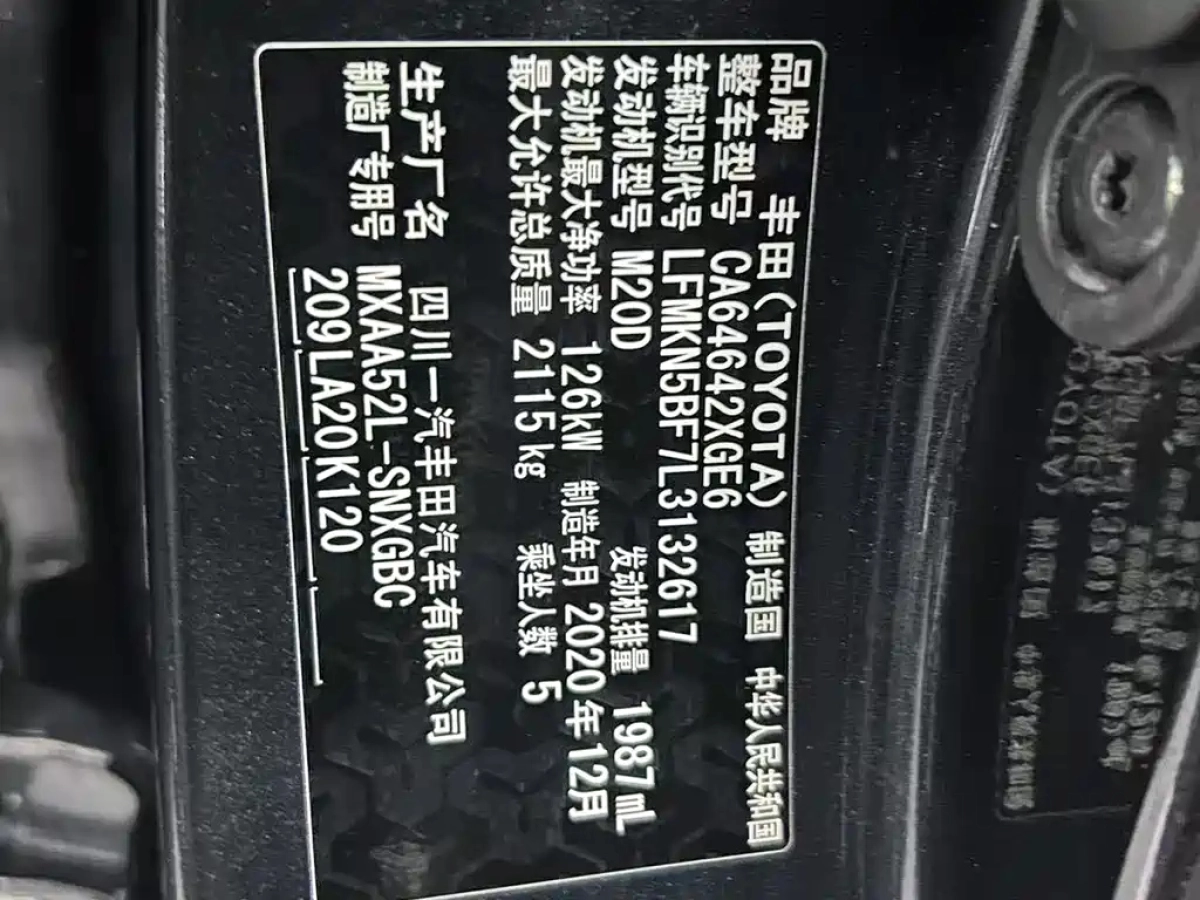 品牌 丰田(TOYOTA) 制造国 中华人民共和国
整车型号 CA64642XGE6
车辆识别代号 LFMKN5BF7L3132617
发动机型号 M20D 发动机排量 1987mL
发动机最大净功率 126kW 制造年月 2020年12月
最大允许总质量 2115kg 乘坐人数 5
生产厂名 四川一汽丰田汽车有限公司
制造厂专用号 MXAA52L-SNXGBC
209LA20K120